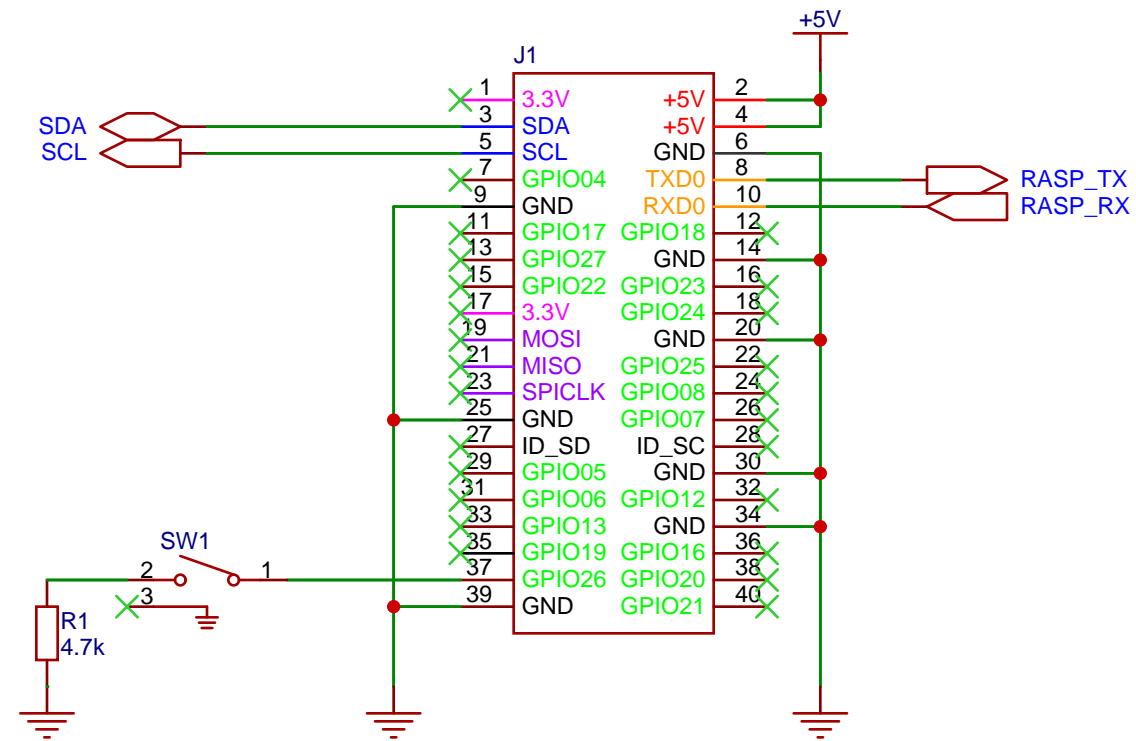 +5V
J1
1 3.3V +5V 2
SDA 3 SDA +5V 4
SCL 5 SCL GND 6
7 GPIO04 TXD0 8 RASP_TX
9 GND RXD0 10 RASP_RX
11 GPIO17 GPIO18 12
13 GPIO27 GND 14
15 GPIO22 GPIO23 16
17 3.3V GPIO24 18
19 MOSI GND 20
21 MISO GPIO25 22
23 SPICLK GPIO08 24
25 GND GPIO07 26
27 ID_SD ID_SC 28
29 GPIO05 GND 30
31 GPIO06 GPIO12 32
33 GPIO13 GND 34
35 GPIO19 GPIO16 36
SW1
2 1 37 GPIO26 GPIO20 38
3 39 GND GPIO21 40
R1
4.7k